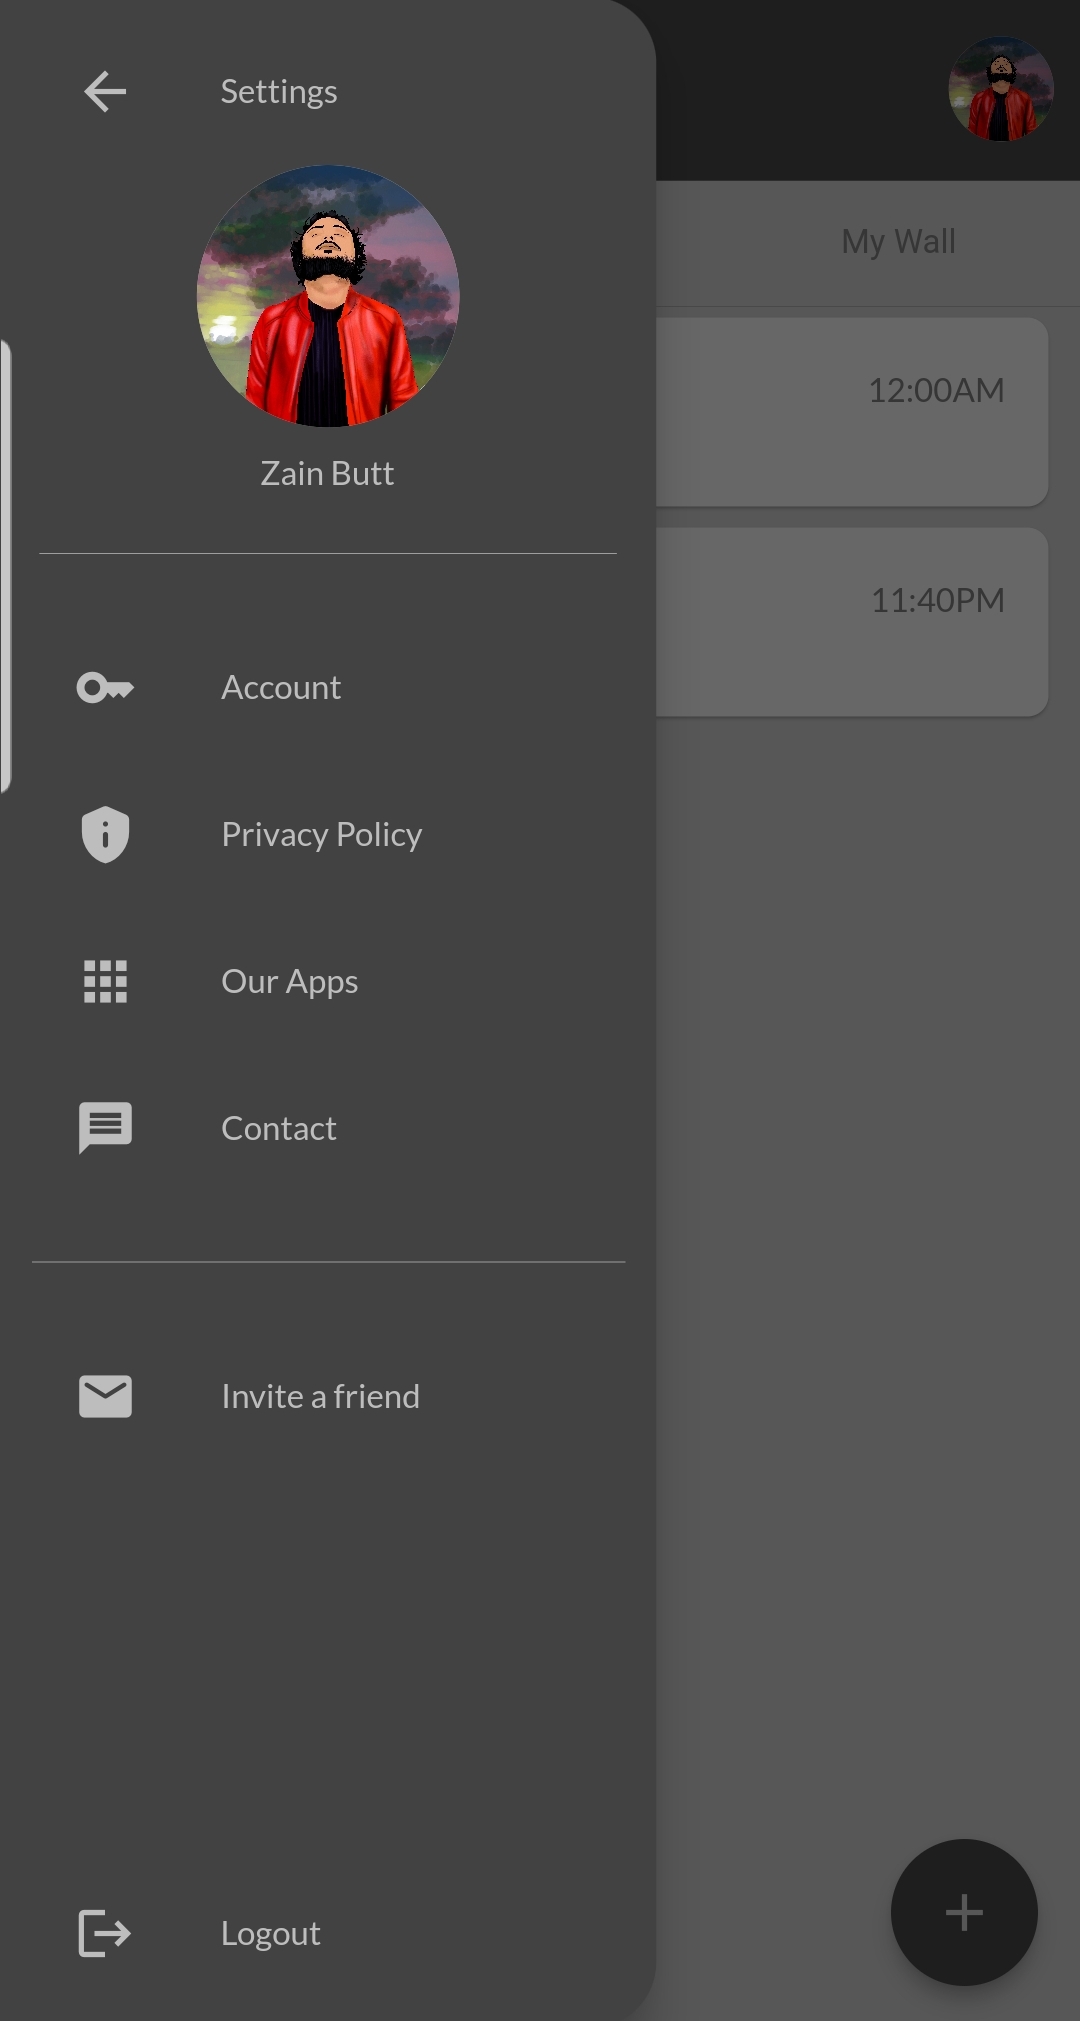 Settings
Zain Butt
Account
Privacy Policy
Our Apps
Contact
Invite a friend
Logout
My Wall
12:00AM
11:40PM